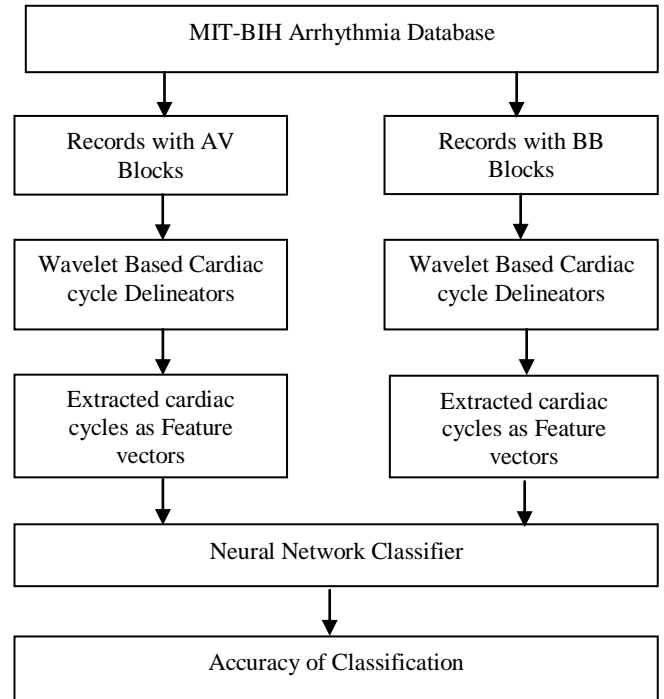 MIT-BIH Arrhythmia Database
Records with AV
Blocks
Records with BB
Blocks
Wavelet Based Cardiac
cycle Delineators
Wavelet Based Cardiac
cycle Delineators
Extracted cardiac
cycles as Feature
vectors
Extracted cardiac
cycles as Feature
vectors
Neural Network Classifier
Accuracy of Classification